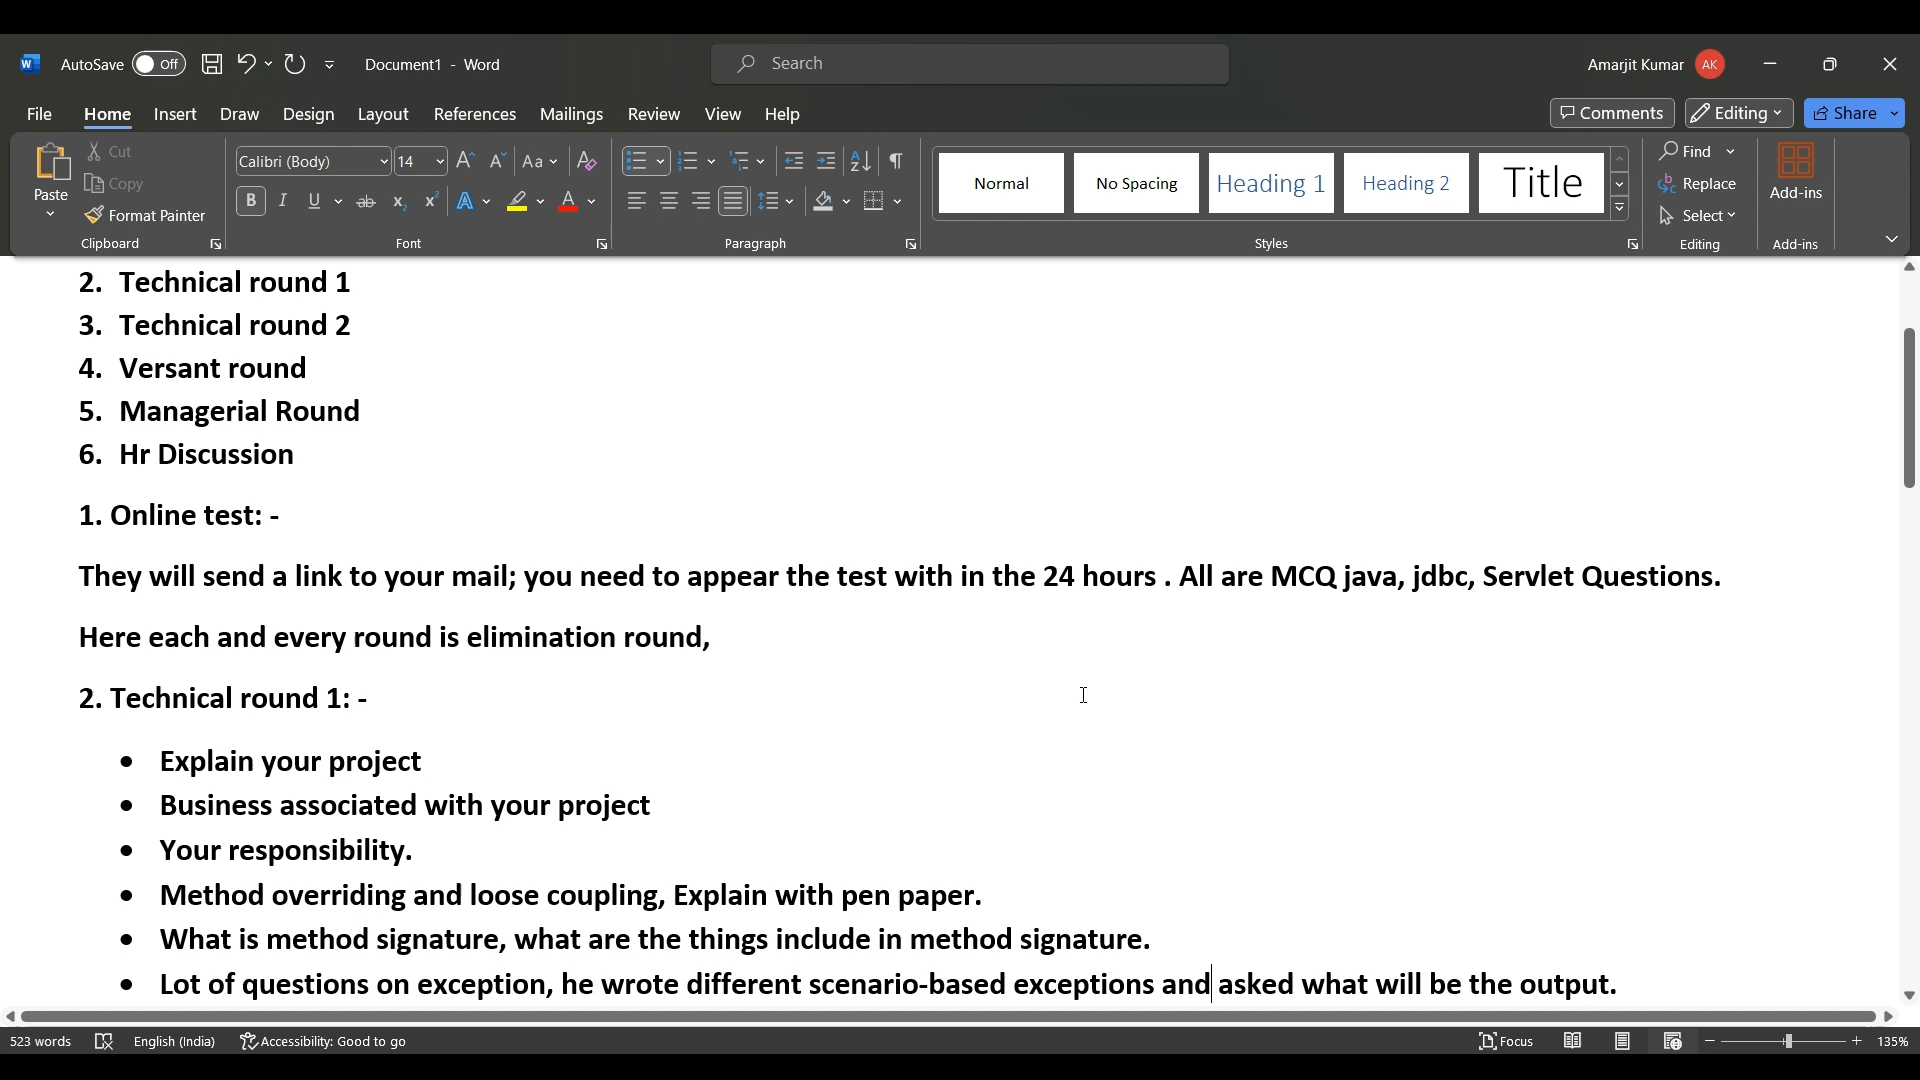 AutoSave Off Document1 - Word Search Amarjit Kumar AK
File Home Insert Draw Design Layout References Mailings Review View Help Comments Editing Share
Paste Cut Copy Format Painter Clipboard
Calibri (Body) 14 Aa B I U ab x₂ x² A A Font
Paragraph
Normal No Spacing Heading 1 Heading 2 Title Styles
Find Replace Select Editing
Add-ins Add-ins
2. Technical round 1
3. Technical round 2
4. Versant round
5. Managerial Round
6. Hr Discussion
1. Online test: -
They will send a link to your mail; you need to appear the test with in the 24 hours . All are MCQ java, jdbc, Servlet Questions.
Here each and every round is elimination round,
2. Technical round 1: -
• Explain your project
• Business associated with your project
• Your responsibility.
• Method overriding and loose coupling, Explain with pen paper.
• What is method signature, what are the things include in method signature.
• Lot of questions on exception, he wrote different scenario-based exceptions and asked what will be the output.
523 words English (India) Accessibility: Good to go Focus 135%